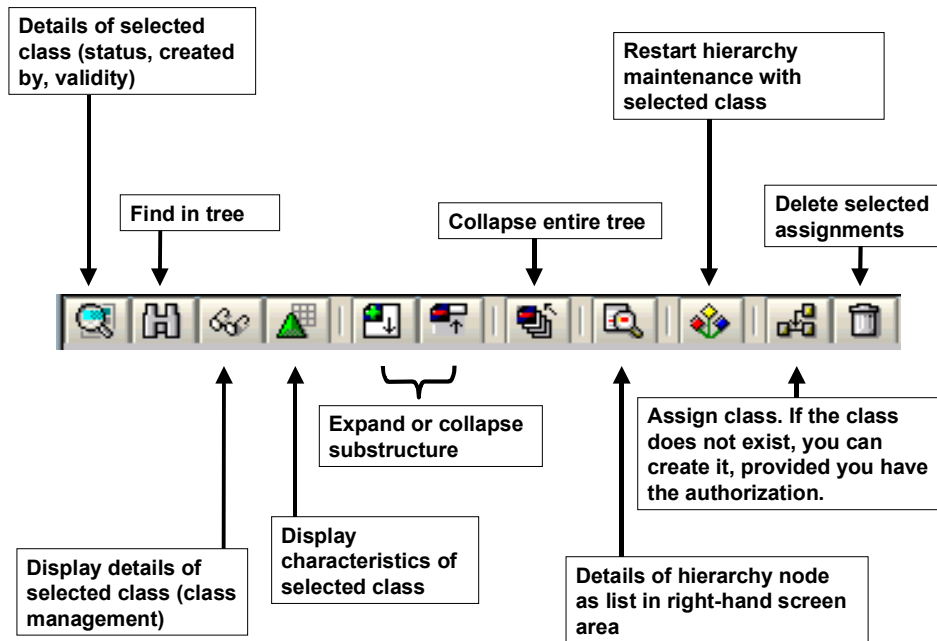 Details of selected
class (status, created
by, validity)
Restart hierarchy
maintenance with
selected class
Find in tree
Collapse entire tree
Delete selected
assignments
Expand or collapse
substructure
Assign class. If the class
does not exist, you can
create it, provided you have
the authorization.
Display details of
selected class (class
management)
Display
characteristics of
selected class
Details of hierarchy node
as list in right-hand screen
area